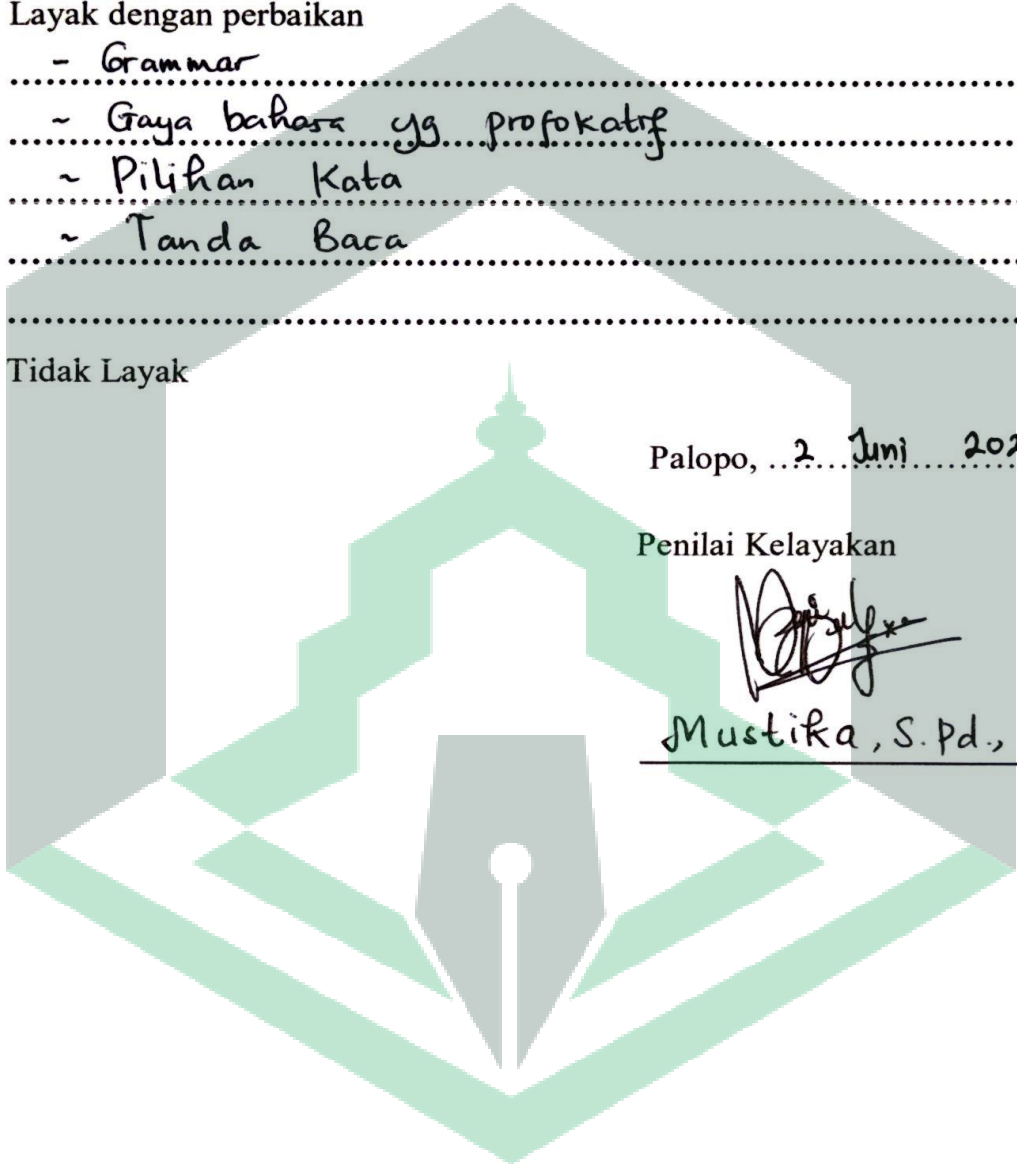 Layak dengan perbaikan
- Grammar
~ Gaya bahasa yg profokatif
~ Pilihan Kata
~ Tanda Baca
Tidak Layak
Palopo, 2 Juni 202
Penilai Kelayakan
Mustika, S.Pd.,